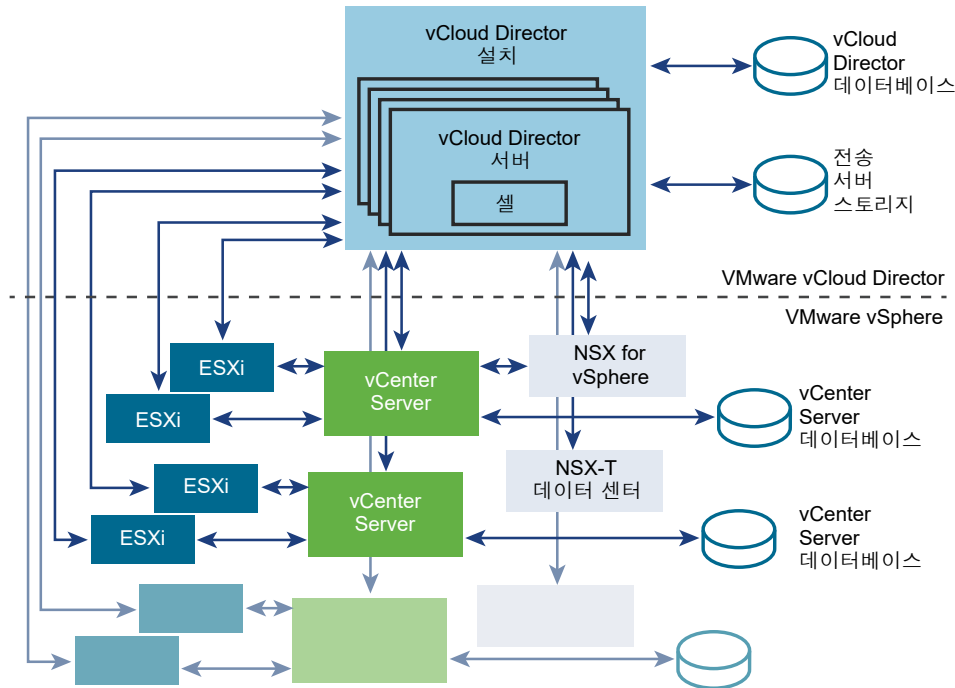 vCloud Director
설치
vCloud Director
서버
셀
vCloud
Director
데이터베이스
전송
서버
스토리지
VMware vCloud Director
VMware vSphere
ESXi
vCenter
Server
NSX for
vSphere
ESXi
vCenter
Server
데이터베이스
ESXi
vCenter
Server
NSX-T
데이터 센터
ESXi
vCenter
Server
데이터베이스